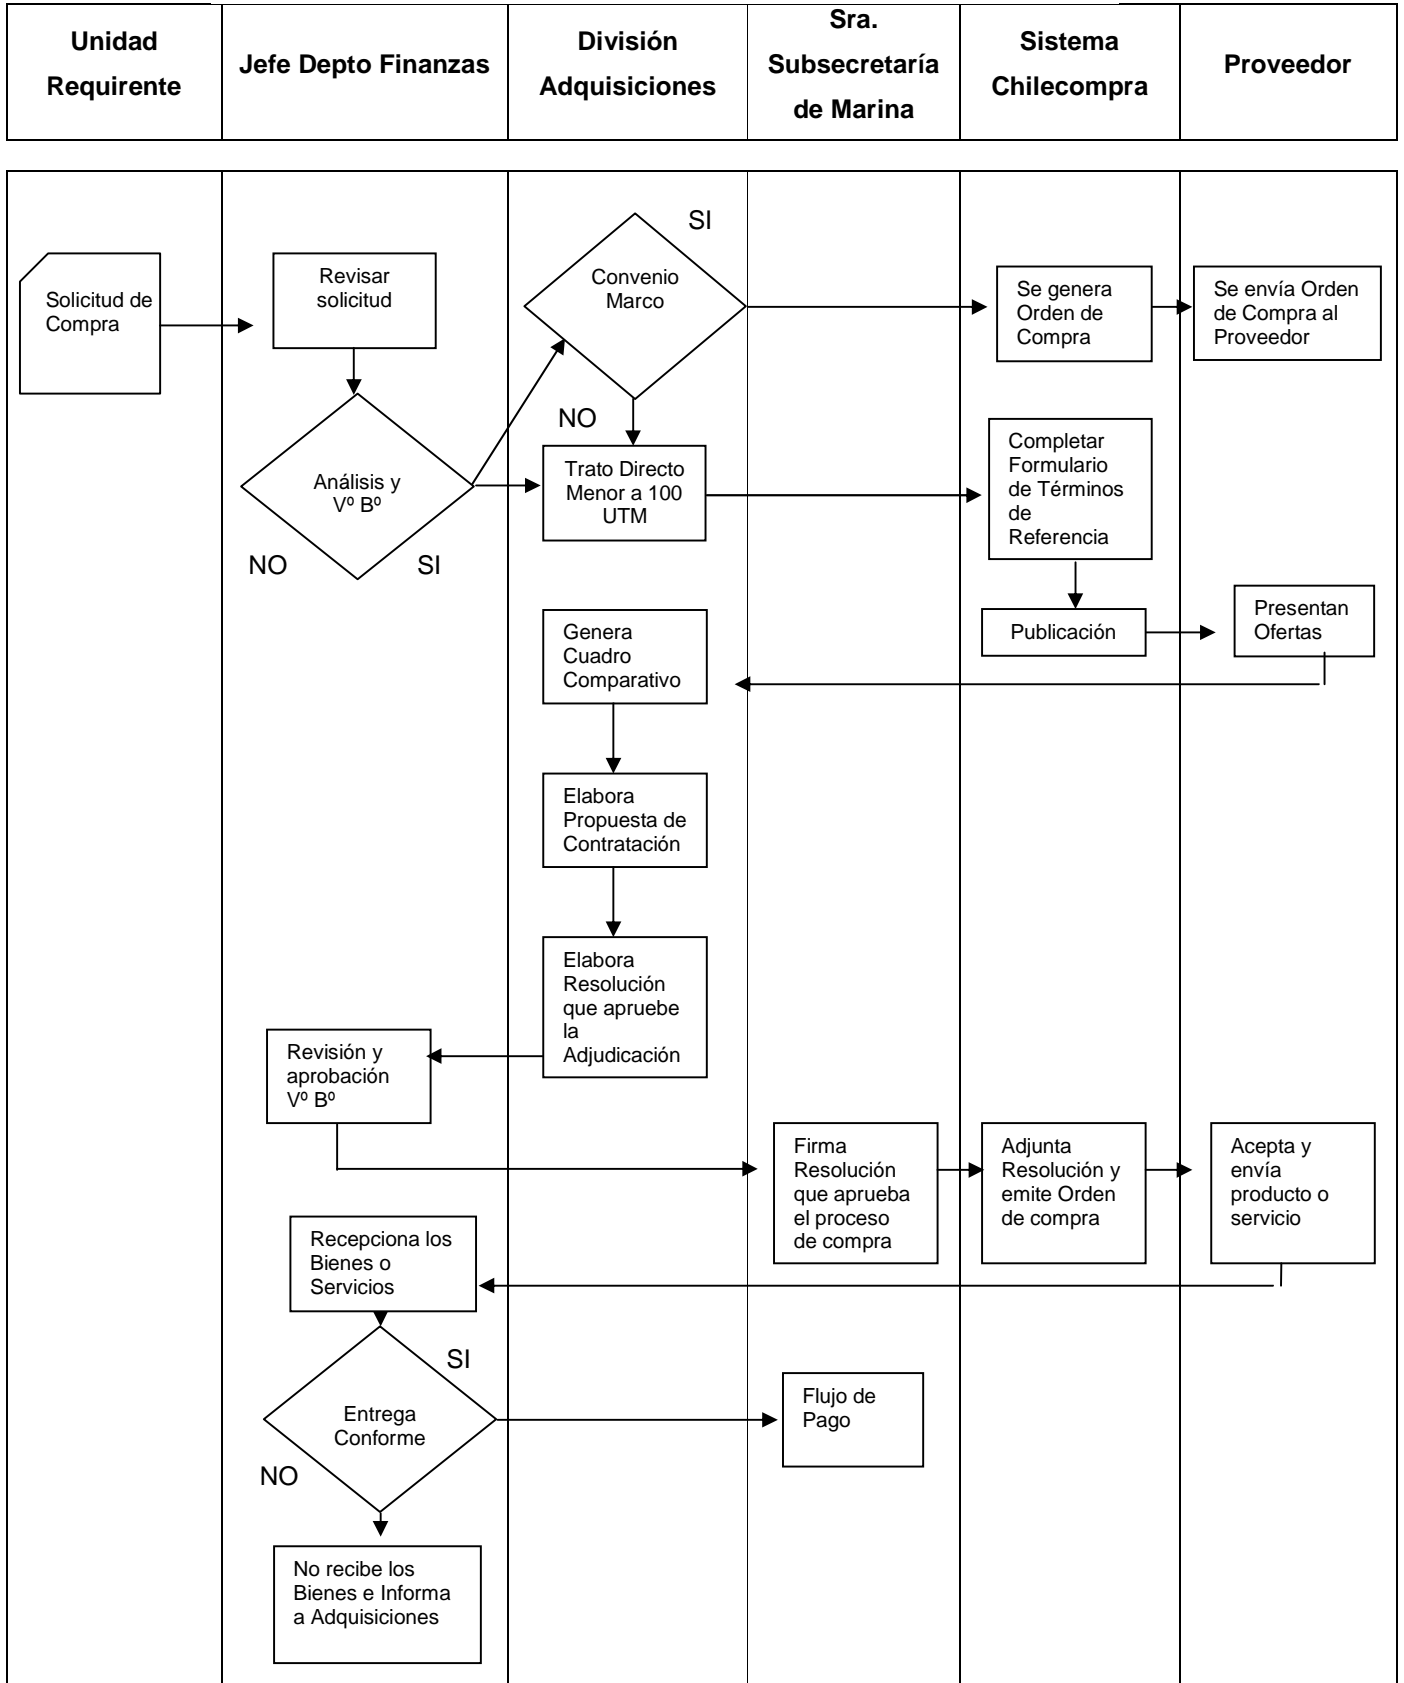 Unidad
Requirente
Jefe Depto Finanzas
División
Adquisiciones
Sra.
Subsecretaría
de Marina
Sistema
Chilecompra
Proveedor
Solicitud de
Compra
Revisar
solicitud
SI
Convenio
Marco
Se genera
Orden de
Compra
Se envía Orden
de Compra al
Proveedor
Análisis y
Vº Bº
NO
SI
NO
Trato Directo
Menor a 100
UTM
Completar
Formulario
de Términos
de
Referencia
Publicación
Presentan
Ofertas
Genera
Cuadro
Comparativo
Elabora
Propuesta de
Contratación
Elabora
Resolución
que apruebe
la
Adjudicación
Revisión y
aprobación
Vº Bº
Firma
Resolución
que aprueba
el proceso
de compra
Adjunta
Resolución y
emite Orden
de compra
Acepta y
envía
producto o
servicio
Recepciona los
Bienes o
Servicios
SI
Entrega
Conforme
NO
Flujo de
Pago
No recibe los
Bienes e Informa
a Adquisiciones